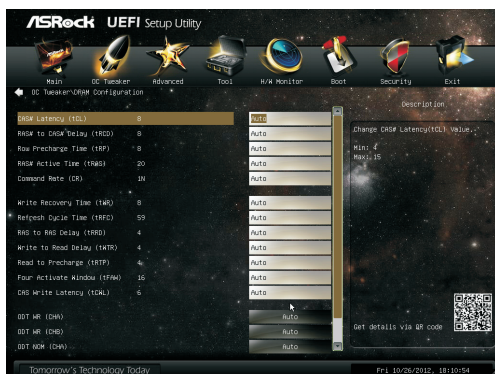 ASRock UEFI Setup Utility
Main OC Tweaker Advanced Tool H/W Monitor Boot Security Exit
OC Tweaker\DRAM Configuration
Description
CAS# Latency (tCL) 8 Auto
RAS# to CAS# Delay (tRCD) 8 Auto
Row Precharge Time (tRP) 8 Auto
RAS# Active Time (tRAS) 20 Auto
Command Rate (CR) 1N Auto
Write Recovery Time (tWR) 8 Auto
Refresh Cycle Time (tRFC) 59 Auto
RAS to RAS Delay (tRRD) 4 Auto
Write to Read Delay (tWTR) 4 Auto
Read to Precharge (tRTP) 4 Auto
Four Activate Window (tFAW) 16 Auto
CAS Write Latency (tCWL) 6 Auto
ODT WR (CHA) Auto
ODT WR (CHB) Auto
ODT NOM (CHA) Auto
Change CAS# Latency(tCL) Value.
Min: 4
Max: 15
Get details via QR code
Tomorrow's Technology Today
Fri 10/26/2012, 18:10:54